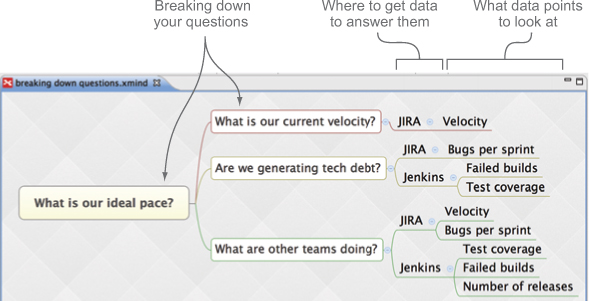 Breaking down
your questions
Where to get data
to answer them
What data points
to look at
breaking down questions.xmind
What is our ideal pace?
What is our current velocity?
JIRA
Velocity
Are we generating tech debt?
JIRA
Bugs per sprint
Jenkins
Failed builds
Test coverage
What are other teams doing?
JIRA
Velocity
Bugs per sprint
Jenkins
Test coverage
Failed builds
Number of releases